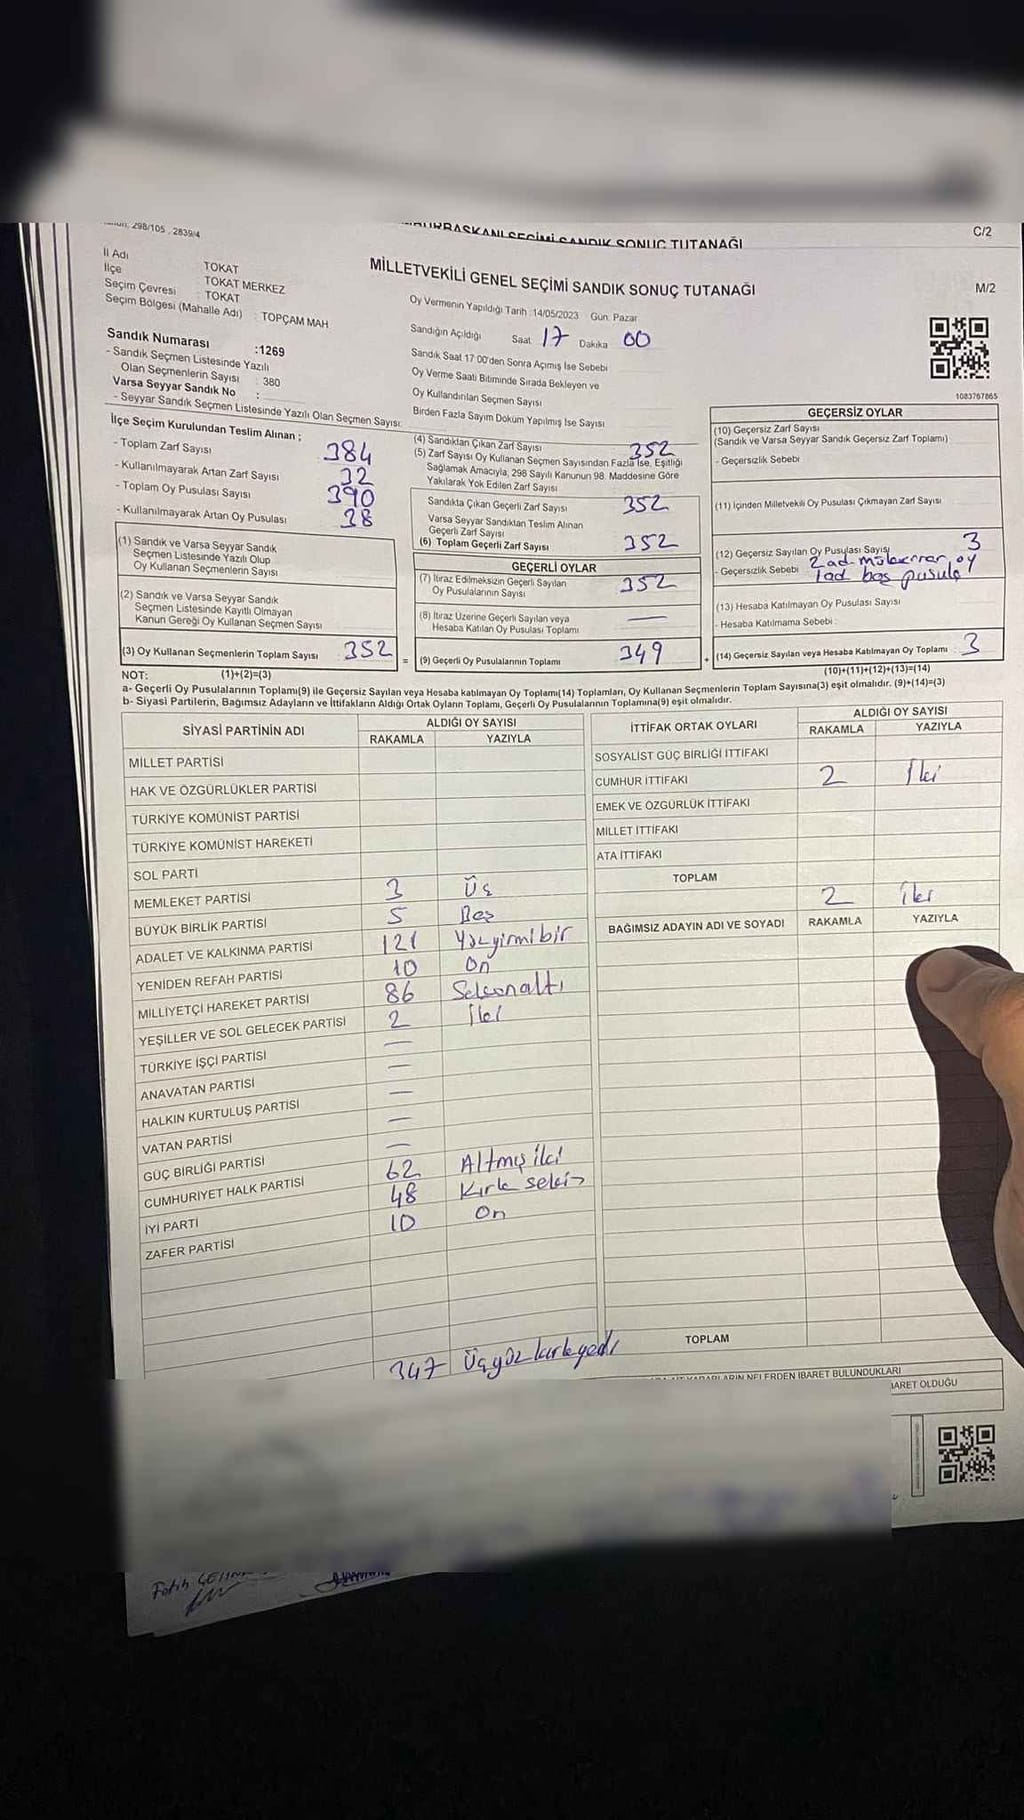 298/105 , 2839/4
SEÇİMİ SANDIK SONUÇ TUTANAĞI
C/2
MİLLETVEKİLİ GENEL SEÇİMİ SANDIK SONUÇ TUTANAĞI
M/2
İl Adı
TOKAT
İlçe
TOKAT MERKEZ
Seçim Çevresi : TOKAT
Seçim Bölgesi (Mahalle Adı) : TOPÇAM MAH
Oy Vermenin Yapıldığı Tarih : 14/05/2023 Gün: Pazar
Sandığın Açıldığı Saat 17 Dakika 00
Sandık Saat 17 00'den Sonra Açımış İse Sebebi
Oy Verme Saati Bitiminde Sırada Bekleyen ve
Oy Kullandırılan Seçmen Sayısı
Birden Fazla Sayım Döküm Yapılmış İse Sayısı
Sandık Numarası :1269
- Sandık Seçmen Listesinde Yazılı
Olan Seçmenlerin Sayısı : 380
Varsa Seyyar Sandık No :
- Seyyar Sandık Seçmen Listesinde Yazılı Olan Seçmen Sayısı:
1083767865
İlçe Seçim Kurulundan Teslim Alınan ;
- Toplam Zarf Sayısı 384
- Kullanılmayarak Artan Zarf Sayısı 32
- Toplam Oy Pusulası Sayısı 390
- Kullanılmayarak Artan Oy Pusulası 38
(1) Sandık ve Varsa Seyyar Sandık
Seçmen Listesinde Yazılı Olup
Oy Kullanan Seçmenlerin Sayısı
(2) Sandık ve Varsa Seyyar Sandık
Seçmen Listesinde Kayıtlı Olmayan
Kanun Gereği Oy Kullanan Seçmen Sayısı
(3) Oy Kullanan Seçmenlerin Toplam Sayısı 352 =
(4) Sandıktan Çıkan Zarf Sayısı 352
(5) Zarf Sayısı Oy Kullanan Seçmen Sayısından Fazla İse, Eşitliği
Sağlamak Amacıyla, 298 Sayılı Kanunun 98. Maddesine Göre
Yakılarak Yok Edilen Zarf Sayısı
Sandıkta Çıkan Geçerli Zarf Sayısı 352
Varsa Seyyar Sandıktan Teslim Alınan
Geçerli Zarf Sayısı
(6) Toplam Geçerli Zarf Sayısı 352
GEÇERLİ OYLAR
(7) İtiraz Edilmeksizin Geçerli Sayılan
Oy Pusulalarının Sayısı 352
(8) İtiraz Üzerine Geçerli Sayılan veya
Hesaba Katılan Oy Pusulası Toplamı —
(9) Geçerli Oy Pusulalarının Toplamı 349 +
GEÇERSİZ OYLAR
(10) Geçersiz Zarf Sayısı
(Sandık ve Varsa Seyyar Sandık Geçersiz Zarf Toplamı)
- Geçersizlik Sebebi
(11) İçinden Milletvekili Oy Pusulası Çıkmayan Zarf Sayısı
(12) Geçersiz Sayılan Oy Pusulası Sayısı 3
- Geçersizlik Sebebi 2 ad oy
1 ad boş pusula
(13) Hesaba Katılmayan Oy Pusulası Sayısı
- Hesaba Katılmama Sebebi :
(14) Geçersiz Sayılan veya Hesaba Katılmayan Oy Toplamı : 3
NOT: (1)+(2)=(3)
(10)+(11)+(12)+(13)=(14)
a- Geçerli Oy Pusulalarının Toplamı(9) ile Geçersiz Sayılan veya Hesaba katılmayan Oy Toplamı(14) Toplamları, Oy Kullanan Seçmenlerin Toplam Sayısına(3) eşit olmalıdır. (9)+(14)=(3)
b- Siyasi Partilerin, Bağımsız Adayların ve İttifakların Aldığı Ortak Oyların Toplamı, Geçerli Oy Pusulalarının Toplamına(9) eşit olmalıdır.
SİYASİ PARTİNİN ADI
ALDIĞI OY SAYISI
RAKAMLA YAZIYLA
MİLLET PARTİSİ
HAK VE ÖZGÜRLÜKLER PARTİSİ
TÜRKİYE KOMÜNİST PARTİSİ
TÜRKİYE KOMÜNİST HAREKETİ
SOL PARTİ
MEMLEKET PARTİSİ 3 Üç
BÜYÜK BİRLİK PARTİSİ 5 Beş
ADALET VE KALKINMA PARTİSİ 121 Yüzyirmibir
YENİDEN REFAH PARTİSİ 10 On
MİLLİYETÇİ HAREKET PARTİSİ 86 Seksenaltı
YEŞİLLER VE SOL GELECEK PARTİSİ 2 İki
TÜRKİYE İŞÇİ PARTİSİ —
ANAVATAN PARTİSİ —
HALKIN KURTULUŞ PARTİSİ —
VATAN PARTİSİ —
GÜÇ BİRLİĞİ PARTİSİ —
CUMHURİYET HALK PARTİSİ 62 Altmış iki
İYİ PARTİ 48 Kırk sekiz
ZAFER PARTİSİ 10 On
347 Üçyüz kırkyedi
İTTİFAK ORTAK OYLARI
ALDIĞI OY SAYISI
RAKAMLA YAZIYLA
SOSYALİST GÜÇ BİRLİĞİ İTTİFAKI
CUMHUR İTTİFAKI 2 İki
EMEK VE ÖZGÜRLÜK İTTİFAKI
MİLLET İTTİFAKI
ATA İTTİFAKI
TOPLAM 2 İki
BAĞIMSIZ ADAYIN ADI VE SOYADI RAKAMLA YAZIYLA
TOPLAM
NELERDEN İBARET BULUNDUKLARI
İBARET OLDUĞU
Fatih